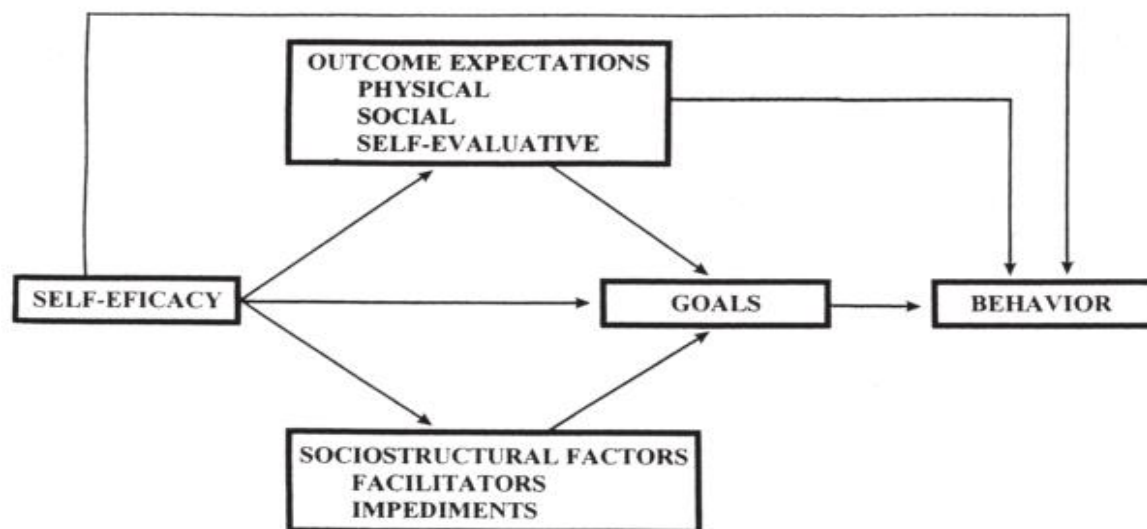 OUTCOME EXPECTATIONS
PHYSICAL
SOCIAL
SELF-EVALUATIVE
SELF-EFICACY
GOALS
BEHAVIOR
SOCIOSTRUCTURAL FACTORS
FACILITATORS
IMPEDIMENTS